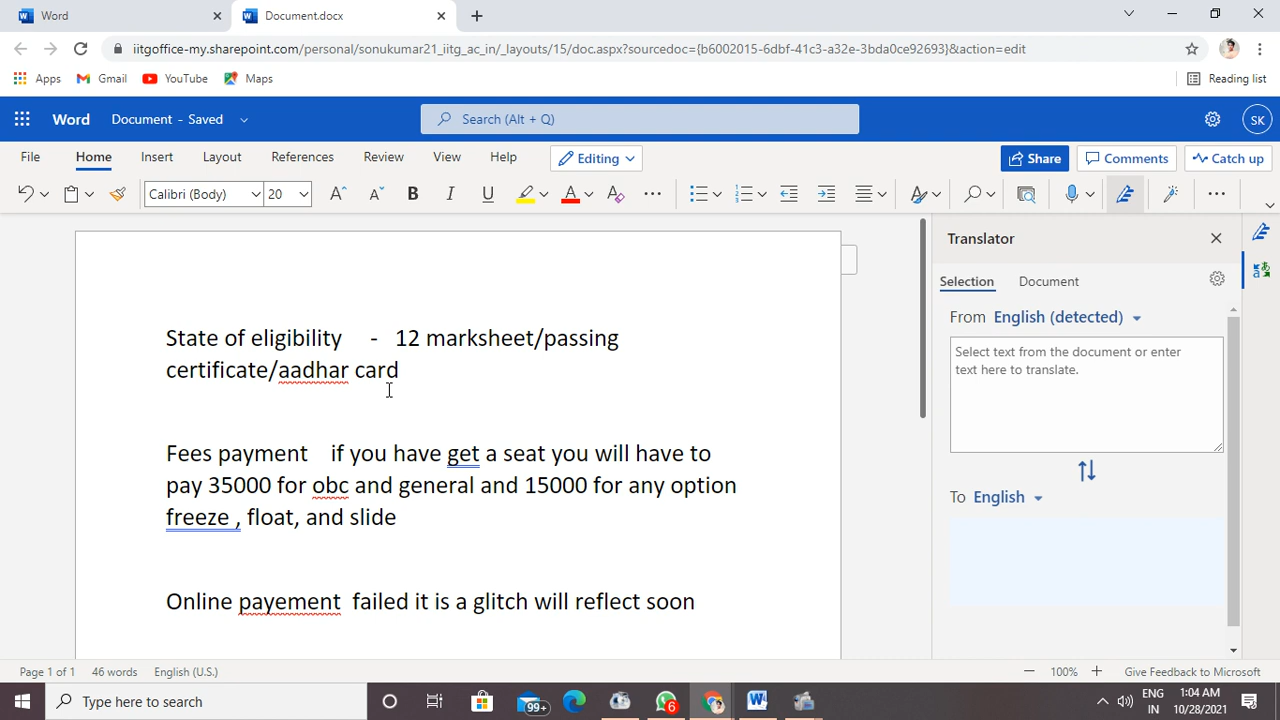 Word
Document.docx
iitgoffice-my.sharepoint.com/personal/sonukumar21_iitg_ac_in/_layouts/15/doc.aspx?sourcedoc={b6002015-6dbf-41c3-a32e-3bda0ce92693}&action=edit
Apps Gmail YouTube Maps Reading list
Word Document - Saved Search (Alt + Q) SK
File Home Insert Layout References Review View Help Editing Share Comments Catch up
Calibri (Body) 20 B I U A
Translator
Selection Document
From English (detected)
Select text from the document or enter
text here to translate.
To English
State of eligibility - 12 marksheet/passing
certificate/aadhar card
Fees payment if you have get a seat you will have to
pay 35000 for obc and general and 15000 for any option
freeze , float, and slide
Online payement failed it is a glitch will reflect soon
Page 1 of 1 46 words English (U.S.) 100% Give Feedback to Microsoft
Type here to search 99+ 6 ENG
IN
1:04 AM
10/28/2021